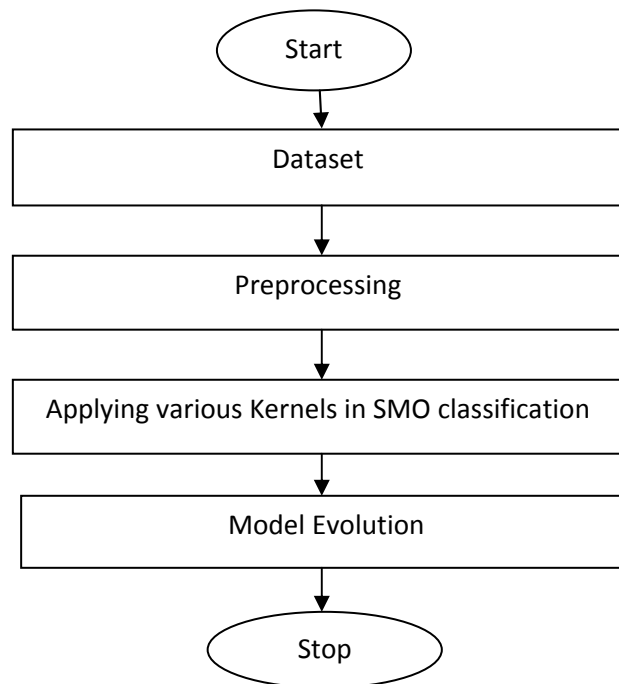 Start
Dataset
Preprocessing
Applying various Kernels in SMO classification
Model Evolution
Stop